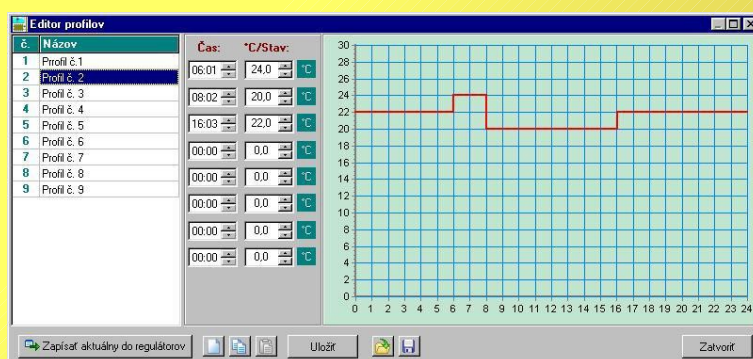 Editor profilov
č. Názov
1 Prrofil č.1
2 Profil č. 2
3 Profil č. 3
4 Profil č. 4
5 Profil č. 5
6 Profil č. 6
7 Profil č. 7
8 Profil č. 8
9 Profil č. 9
Čas: °C/Stav:
06:01 24,0 °C
08:02 20,0 °C
16:03 22,0 °C
00:00 0,0 °C
00:00 0,0 °C
00:00 0,0 °C
00:00 0,0 °C
00:00 0,0 °C
30
28
26
24
22
20
18
16
14
12
10
8
6
4
2
0
0 1 2 3 4 5 6 7 8 9 10 11 12 13 14 15 16 17 18 19 20 21 22 23 24
Zapísať aktuálny do regulátorov Uložiť Zatvoriť